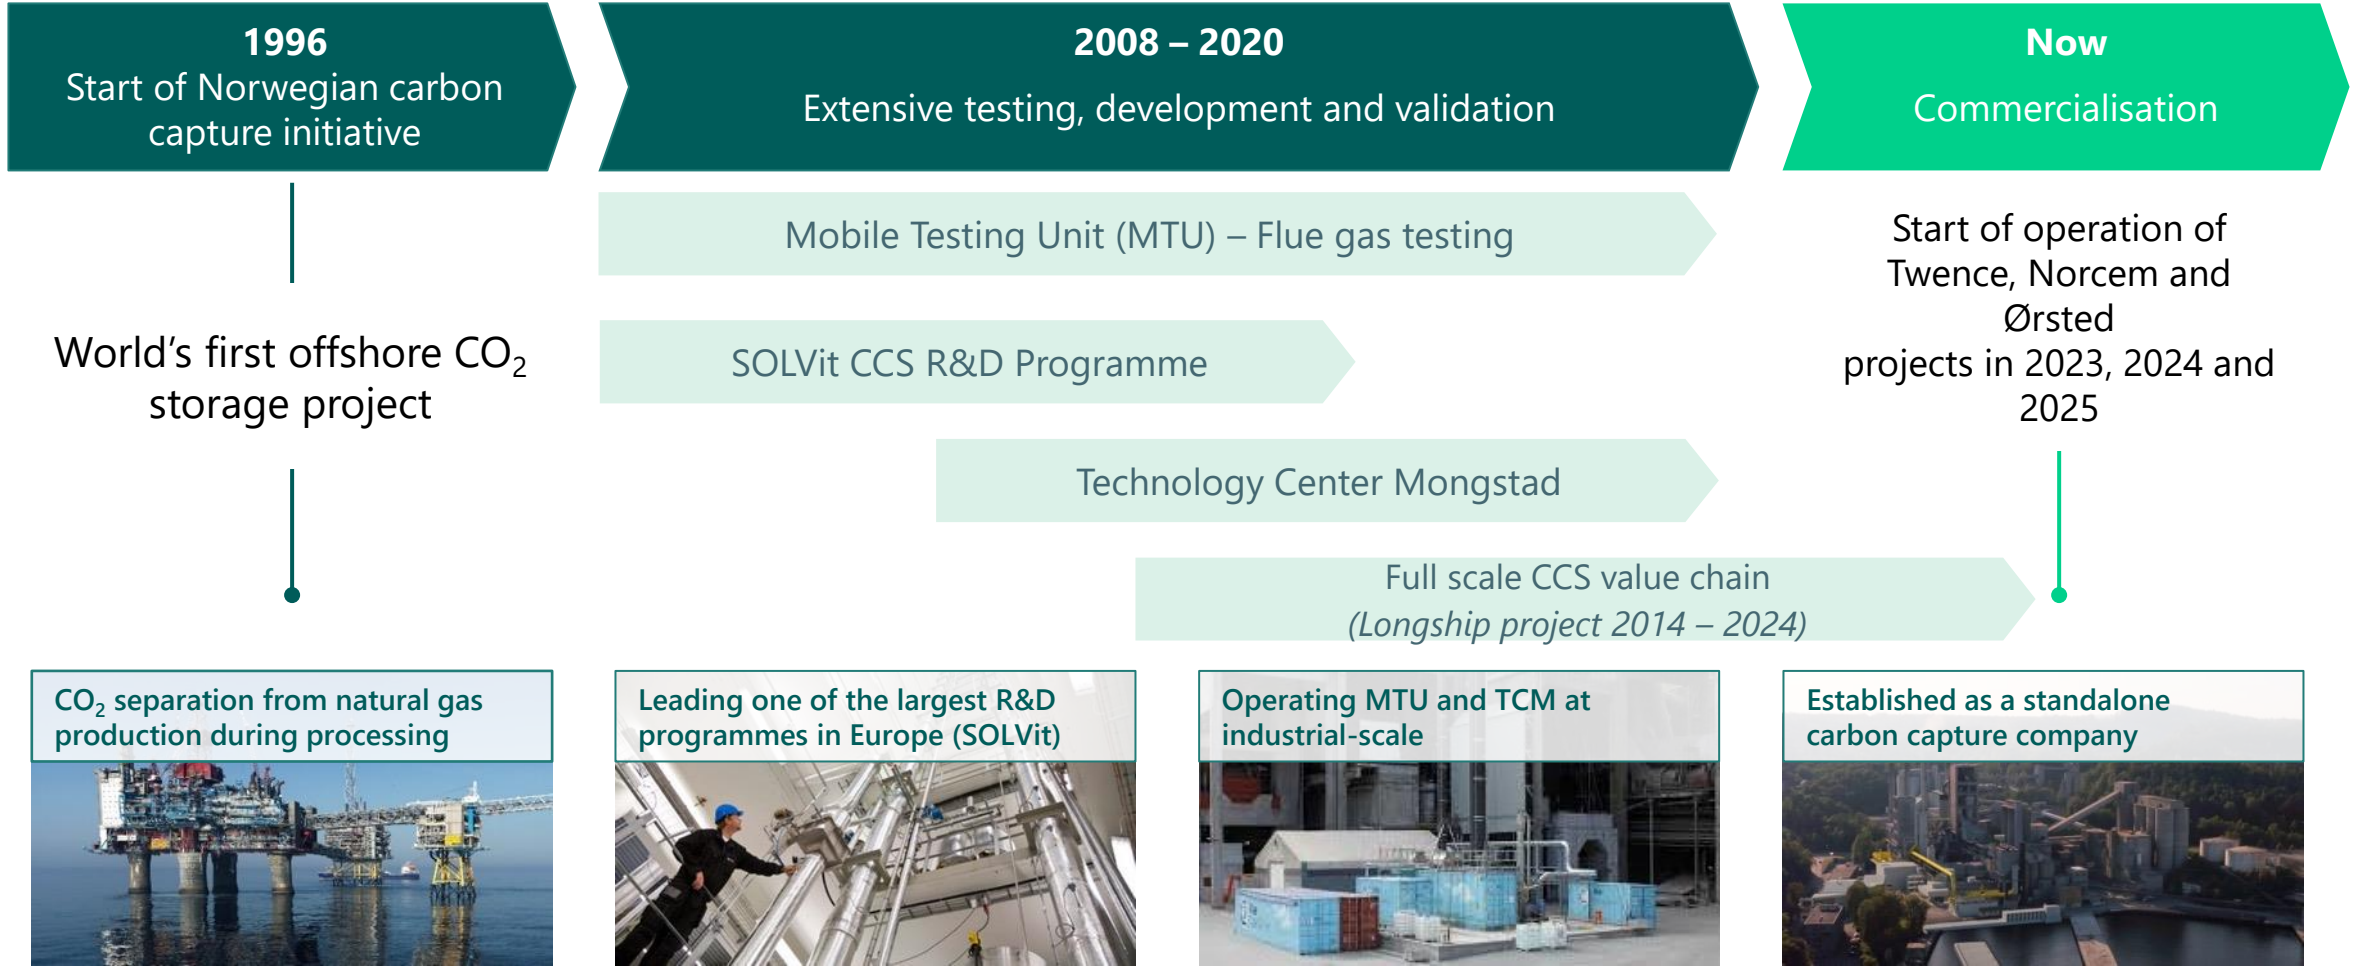 1996
Start of Norwegian carbon
capture initiative
2008 – 2020
Extensive testing, development and validation
Now
Commercialisation
World's first offshore CO₂
storage project
Mobile Testing Unit (MTU) – Flue gas testing
SOLVit CCS R&D Programme
Technology Center Mongstad
Full scale CCS value chain
(Longship project 2014 – 2024)
Start of operation of
Twence, Norcem and
Ørsted
projects in 2023, 2024 and
2025
CO₂ separation from natural gas
production during processing
Leading one of the largest R&D
programmes in Europe (SOLVit)
Operating MTU and TCM at
industrial-scale
Established as a standalone
carbon capture company